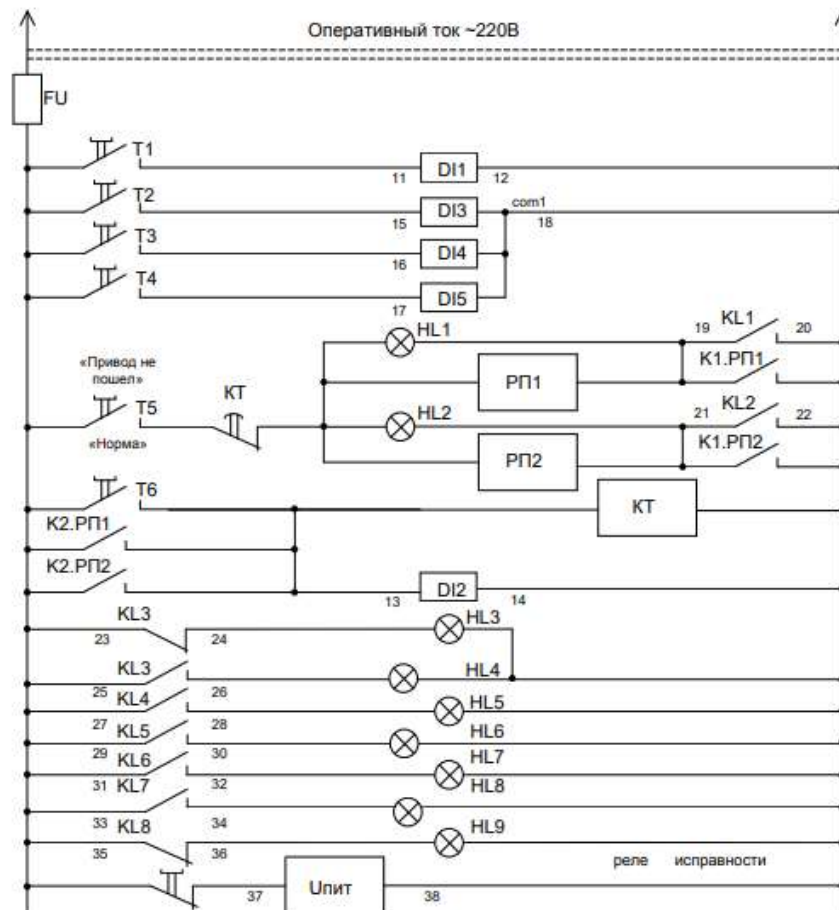 Оперативный ток ~220В
FU
T1
11 DI1 12
T2
15 DI3 com1 18
T3
16 DI4
T4
17 DI5
HL1 19 KL1 20
«Привод не
пошел»
КТ РП1 K1.РП1
T5 HL2 21 KL2 22
«Норма»
РП2 K1.РП2
T6
КТ
K2.РП1
K2.РП2
13 DI2 14
KL3 HL3
23 24
KL3 HL4
25 KL4 26 HL5
27 KL5 28 HL6
29 KL6 30 HL7
31 KL7 32 HL8
33 KL8 34 HL9
35 36
реле исправности
37 Uпит 38